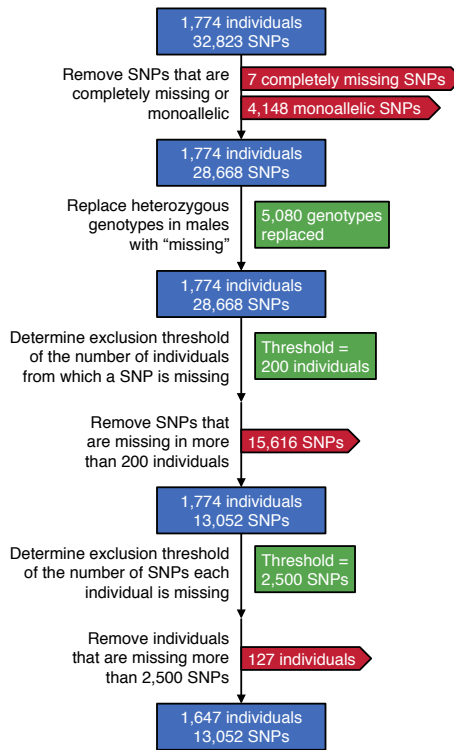 1,774 individuals
32,823 SNPs
Remove SNPs that are
completely missing or
monoallelic
7 completely missing SNPs
4,148 monoallelic SNPs
1,774 individuals
28,668 SNPs
Replace heterozygous
genotypes in males
with “missing”
5,080 genotypes
replaced
1,774 individuals
28,668 SNPs
Determine exclusion threshold
of the number of individuals
from which a SNP is missing
Threshold =
200 individuals
Remove SNPs that
are missing in more
than 200 individuals
15,616 SNPs
1,774 individuals
13,052 SNPs
Determine exclusion threshold
of the number of SNPs each
individual is missing
Threshold =
2,500 SNPs
Remove individuals
that are missing more
than 2,500 SNPs
127 individuals
1,647 individuals
13,052 SNPs